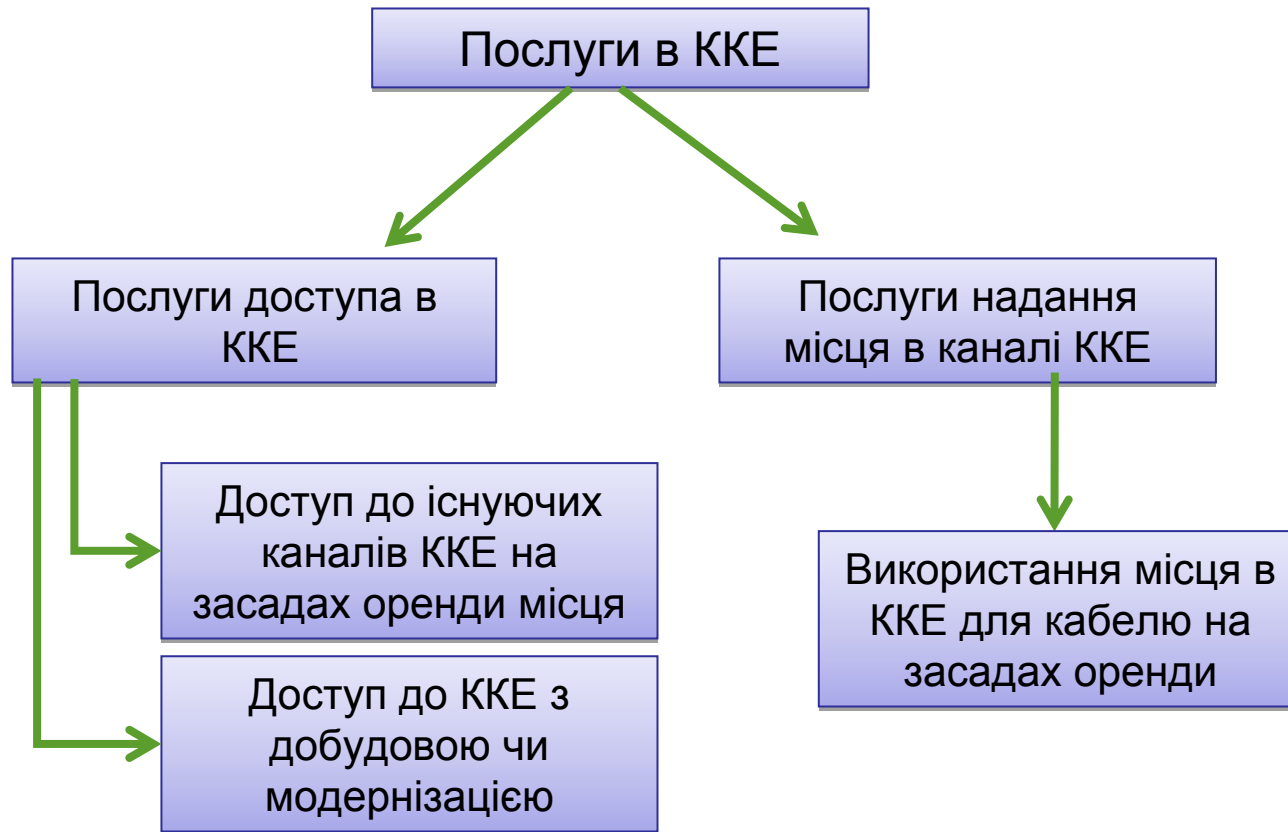 Послуги в ККЕ
Послуги доступа в
ККЕ
Послуги надання
місця в каналі ККЕ
Доступ до існуючих
каналів ККЕ на
засадах оренди місця
Використання місця в
ККЕ для кабелю на
засадах оренди
Доступ до ККЕ з
добудовою чи
модернізацією